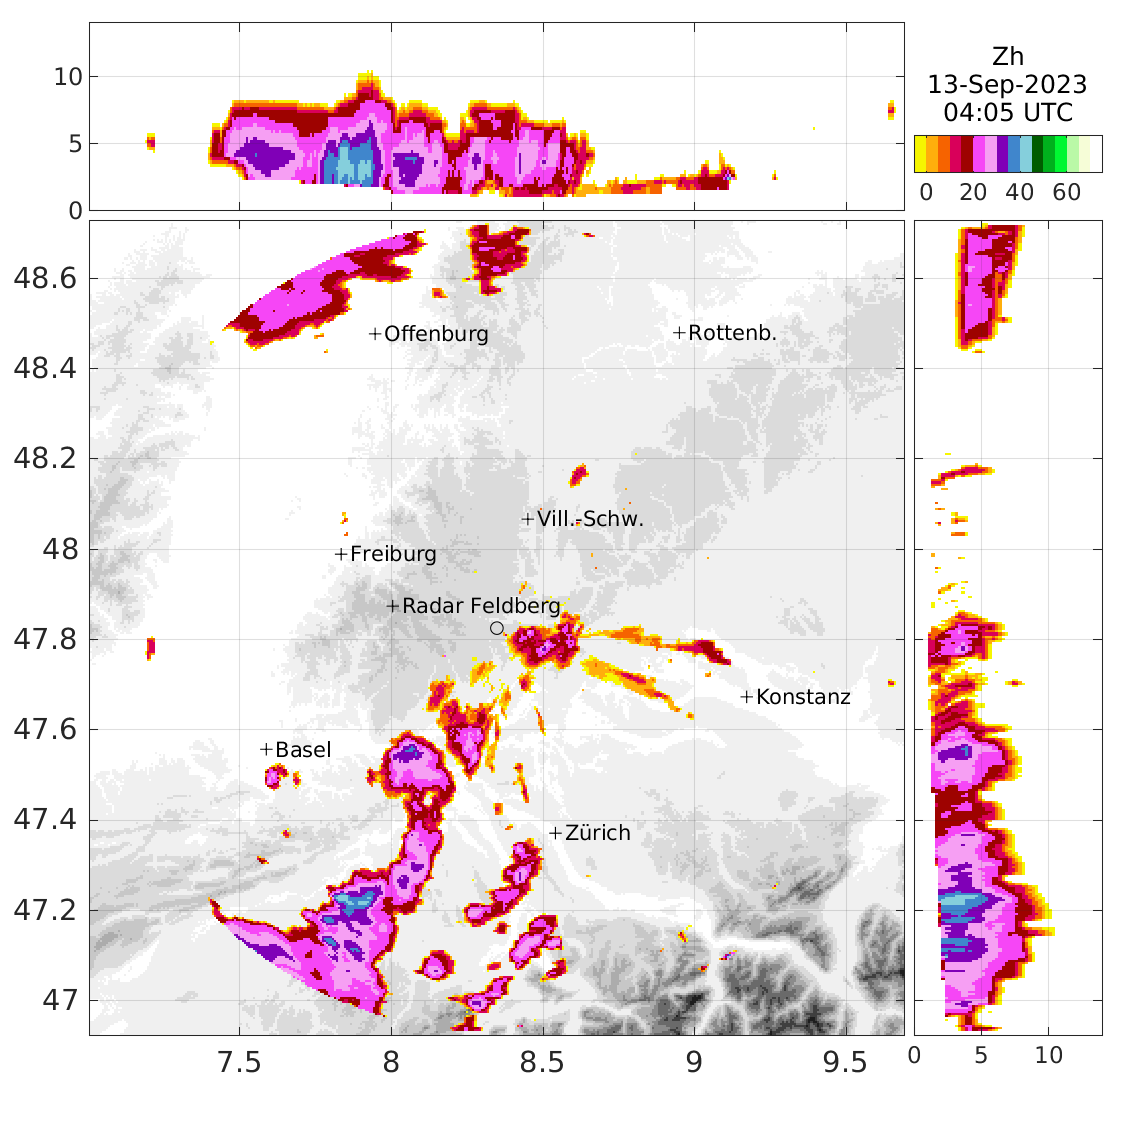 10
5
0
Zh
13-Sep-2023
04:05 UTC
0 20 40 60
48.6
48.4
48.2
48
47.8
47.6
47.4
47.2
47
Offenburg
Rottenb.
Vill.-Schw.
Freiburg
Radar Feldberg
Konstanz
Basel
Zürich
7.5 8 8.5 9 9.5
0 5 10